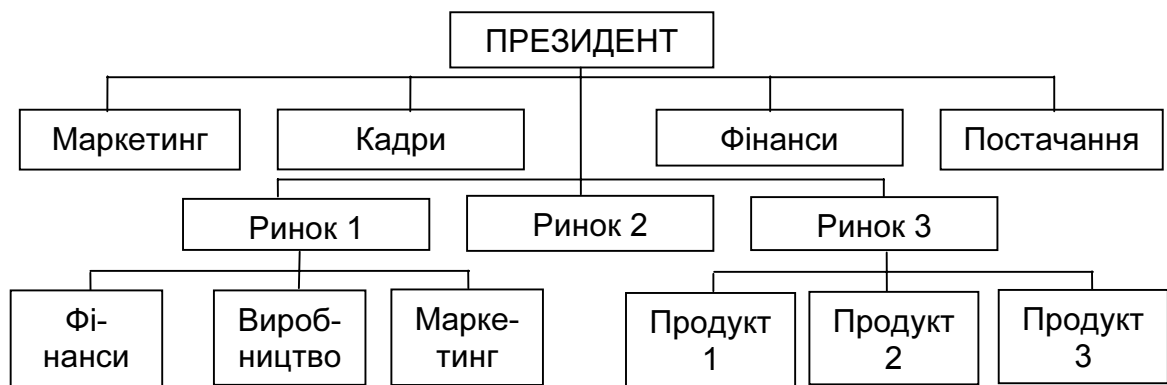 ПРЕЗИДЕНТ
Маркетинг
Кадри
Фінанси
Постачання
Ринок 1
Ринок 2
Ринок 3
Фі-
нанси
Вироб-
ництво
Марке-
тинг
Продукт
1
Продукт
2
Продукт
3